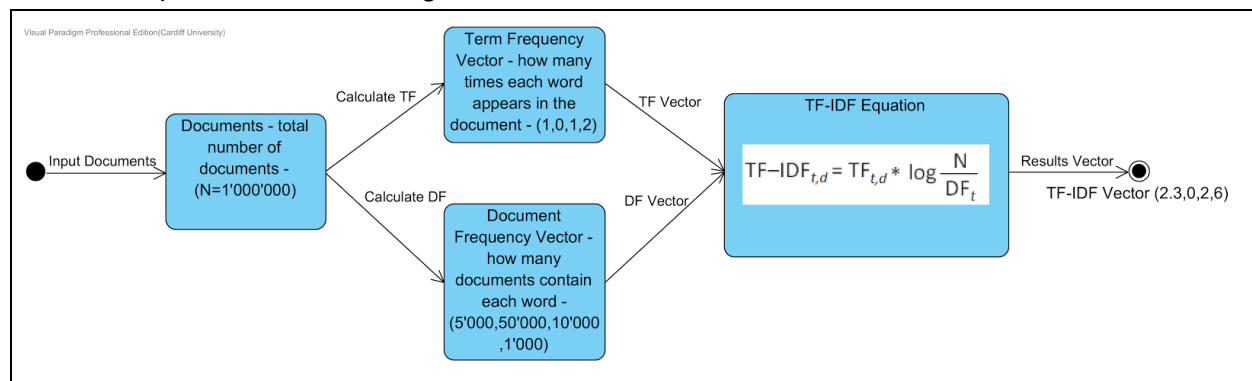 Visual Paradigm Professional Edition(Cardiff University)
Input Documents
Documents - total
number of
documents -
(N=1'000'000)
Calculate TF
Calculate DF
Term Frequency
Vector - how many
times each word
appears in the
document - (1,0,1,2)
Document
Frequency Vector -
how many
documents contain
each word -
(5'000,50'000,10'000
,1'000)
TF Vector
DF Vector
TF-IDF Equation
TF–IDF t,d = TF t,d * log N / DF t
Results Vector
TF-IDF Vector (2.3,0,2,6)